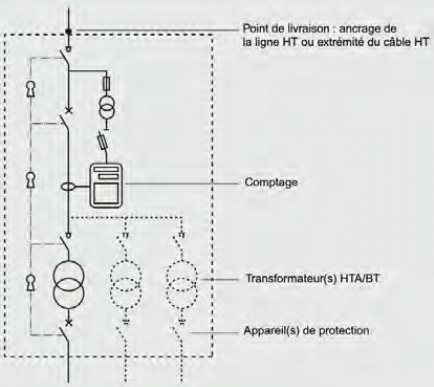 Point de livraison : ancrage de
la ligne HT ou extrémité du câble HT
Comptage
Transformateur(s) HTA/BT
Appareil(s) de protection